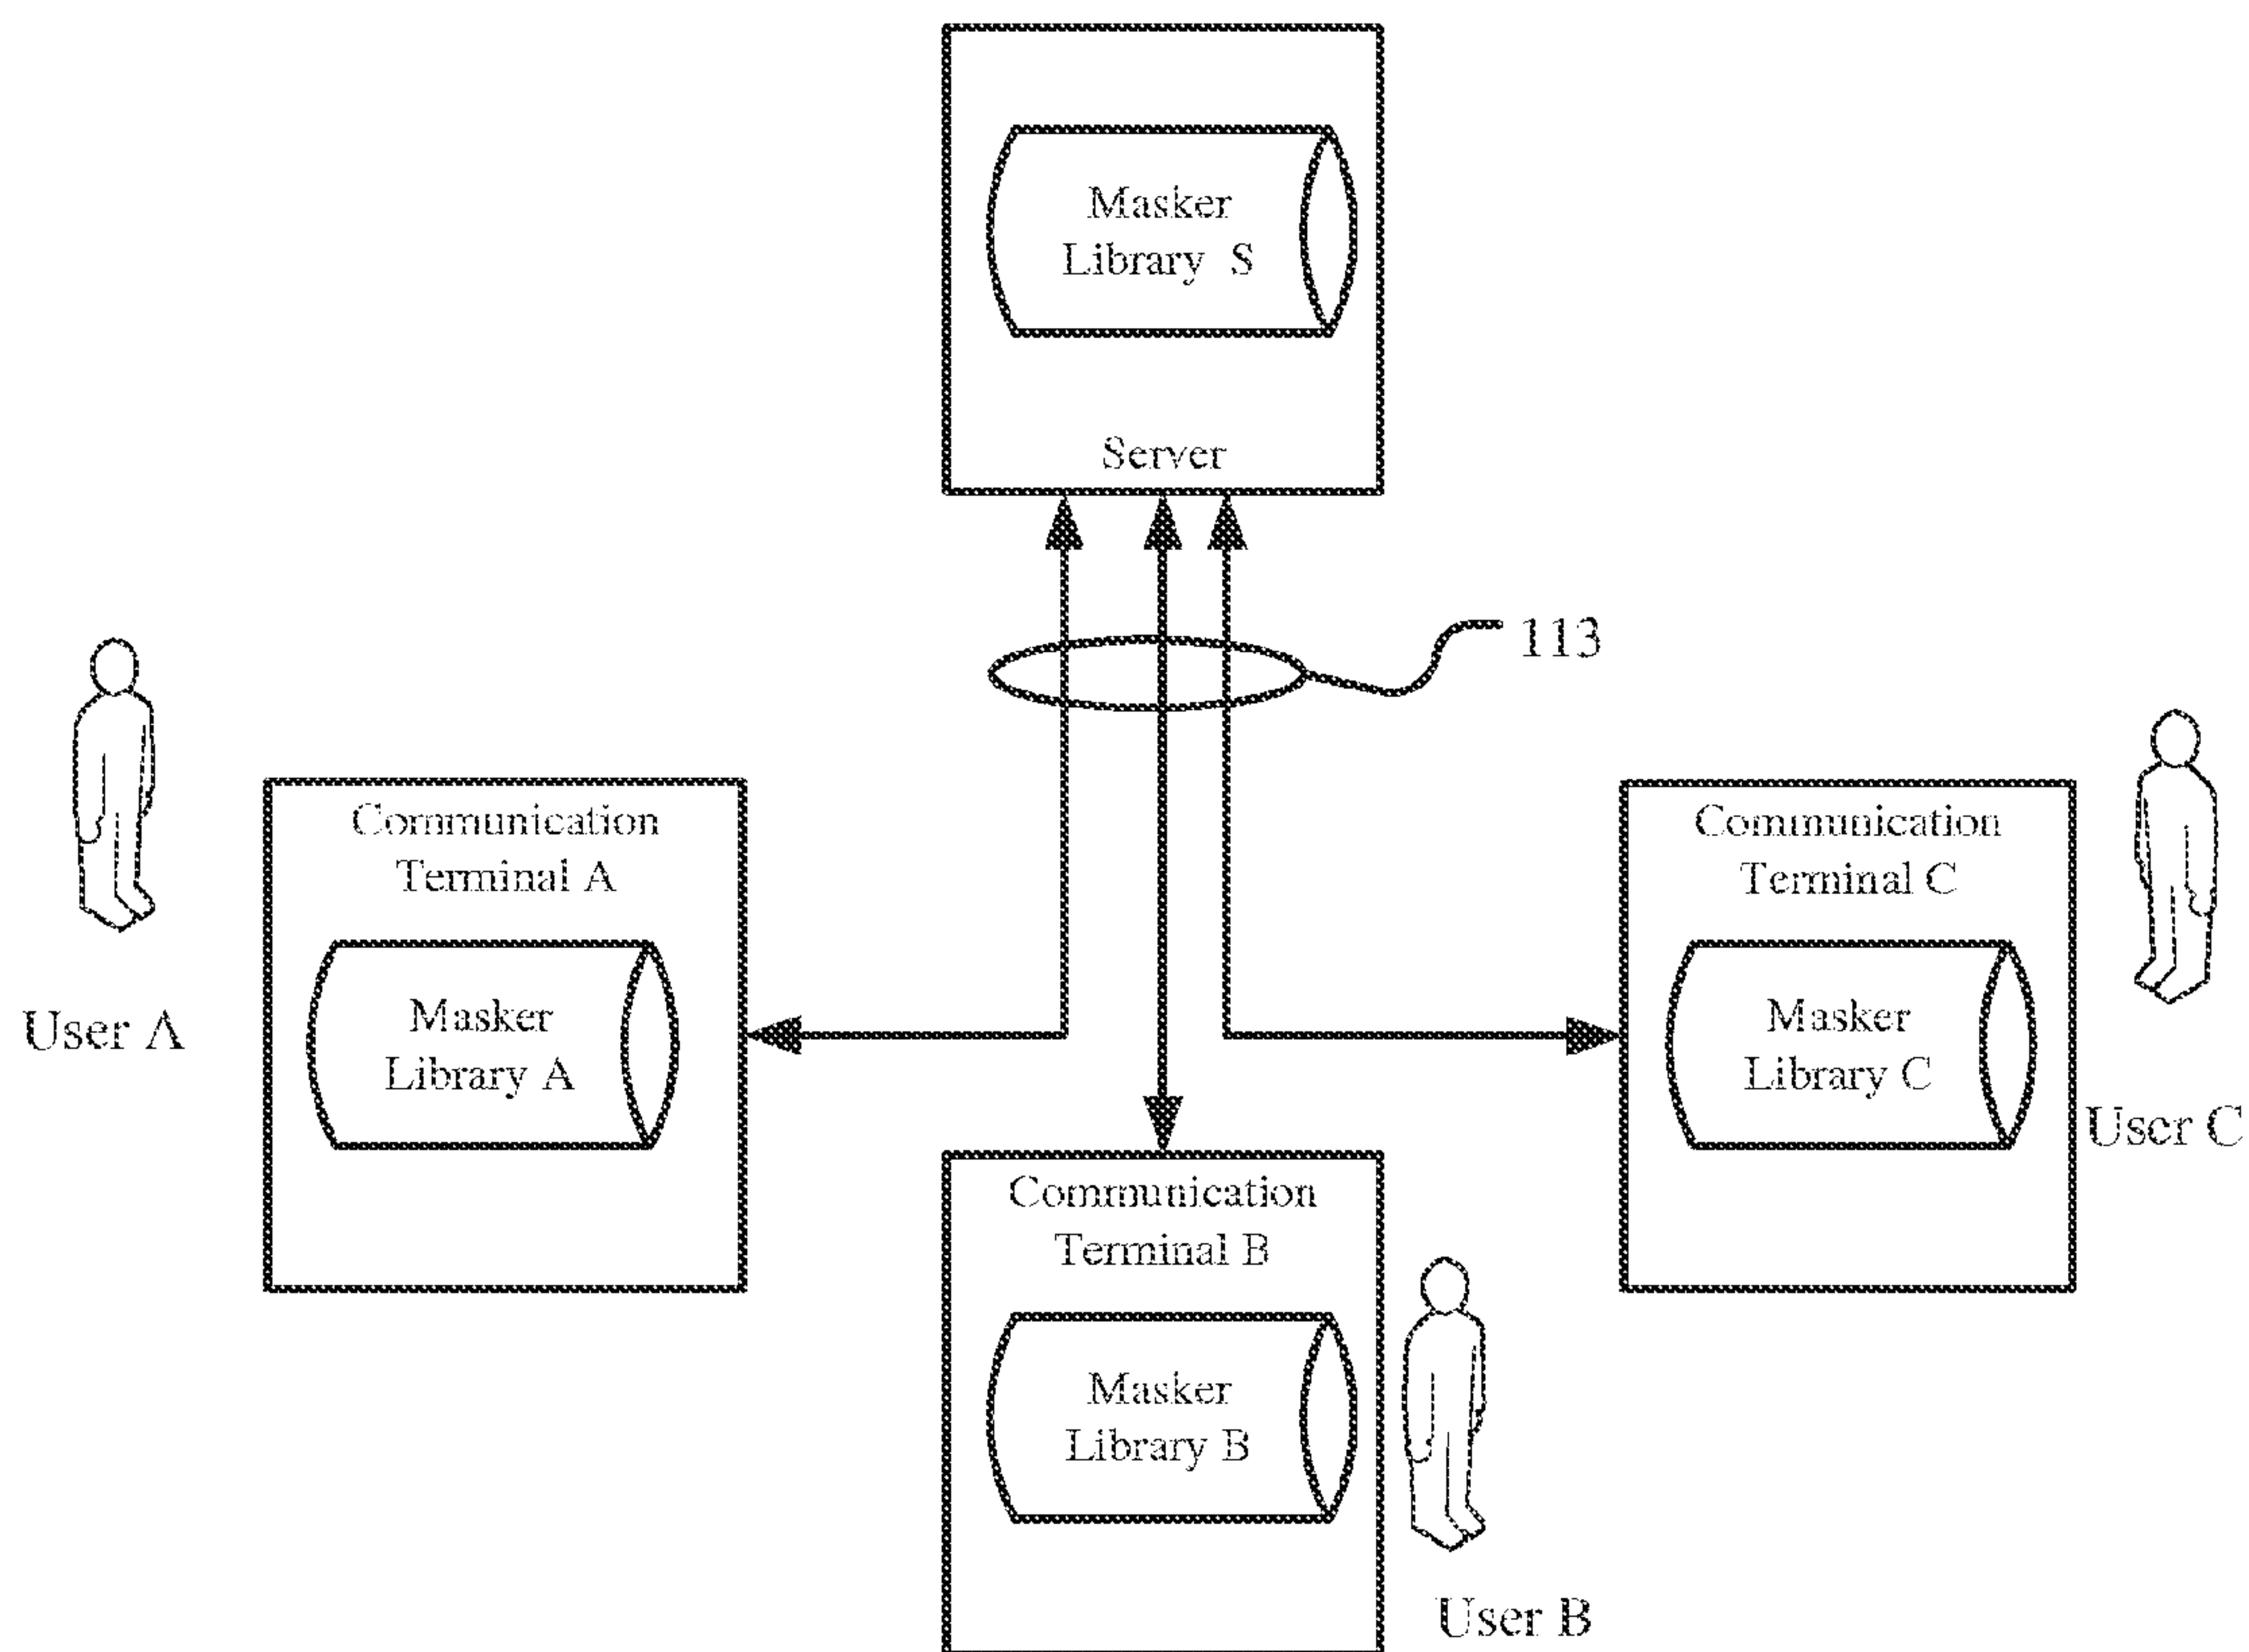 Masker
Library S
Server
113
Communication
Terminal A
Masker
Library A
User A
Communication
Terminal C
Masker
Library C
User C
Communication
Terminal B
Masker
Library B
User B